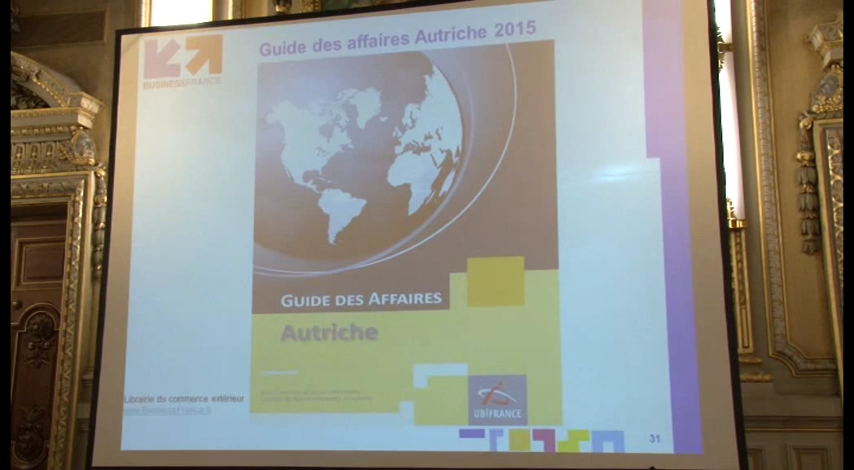 Guide des affaires Autriche 2015
BUSINESSFRANCE
GUIDE DES AFFAIRES
Autriche
UBIFRANCE
Librairie du commerce extérieur
31